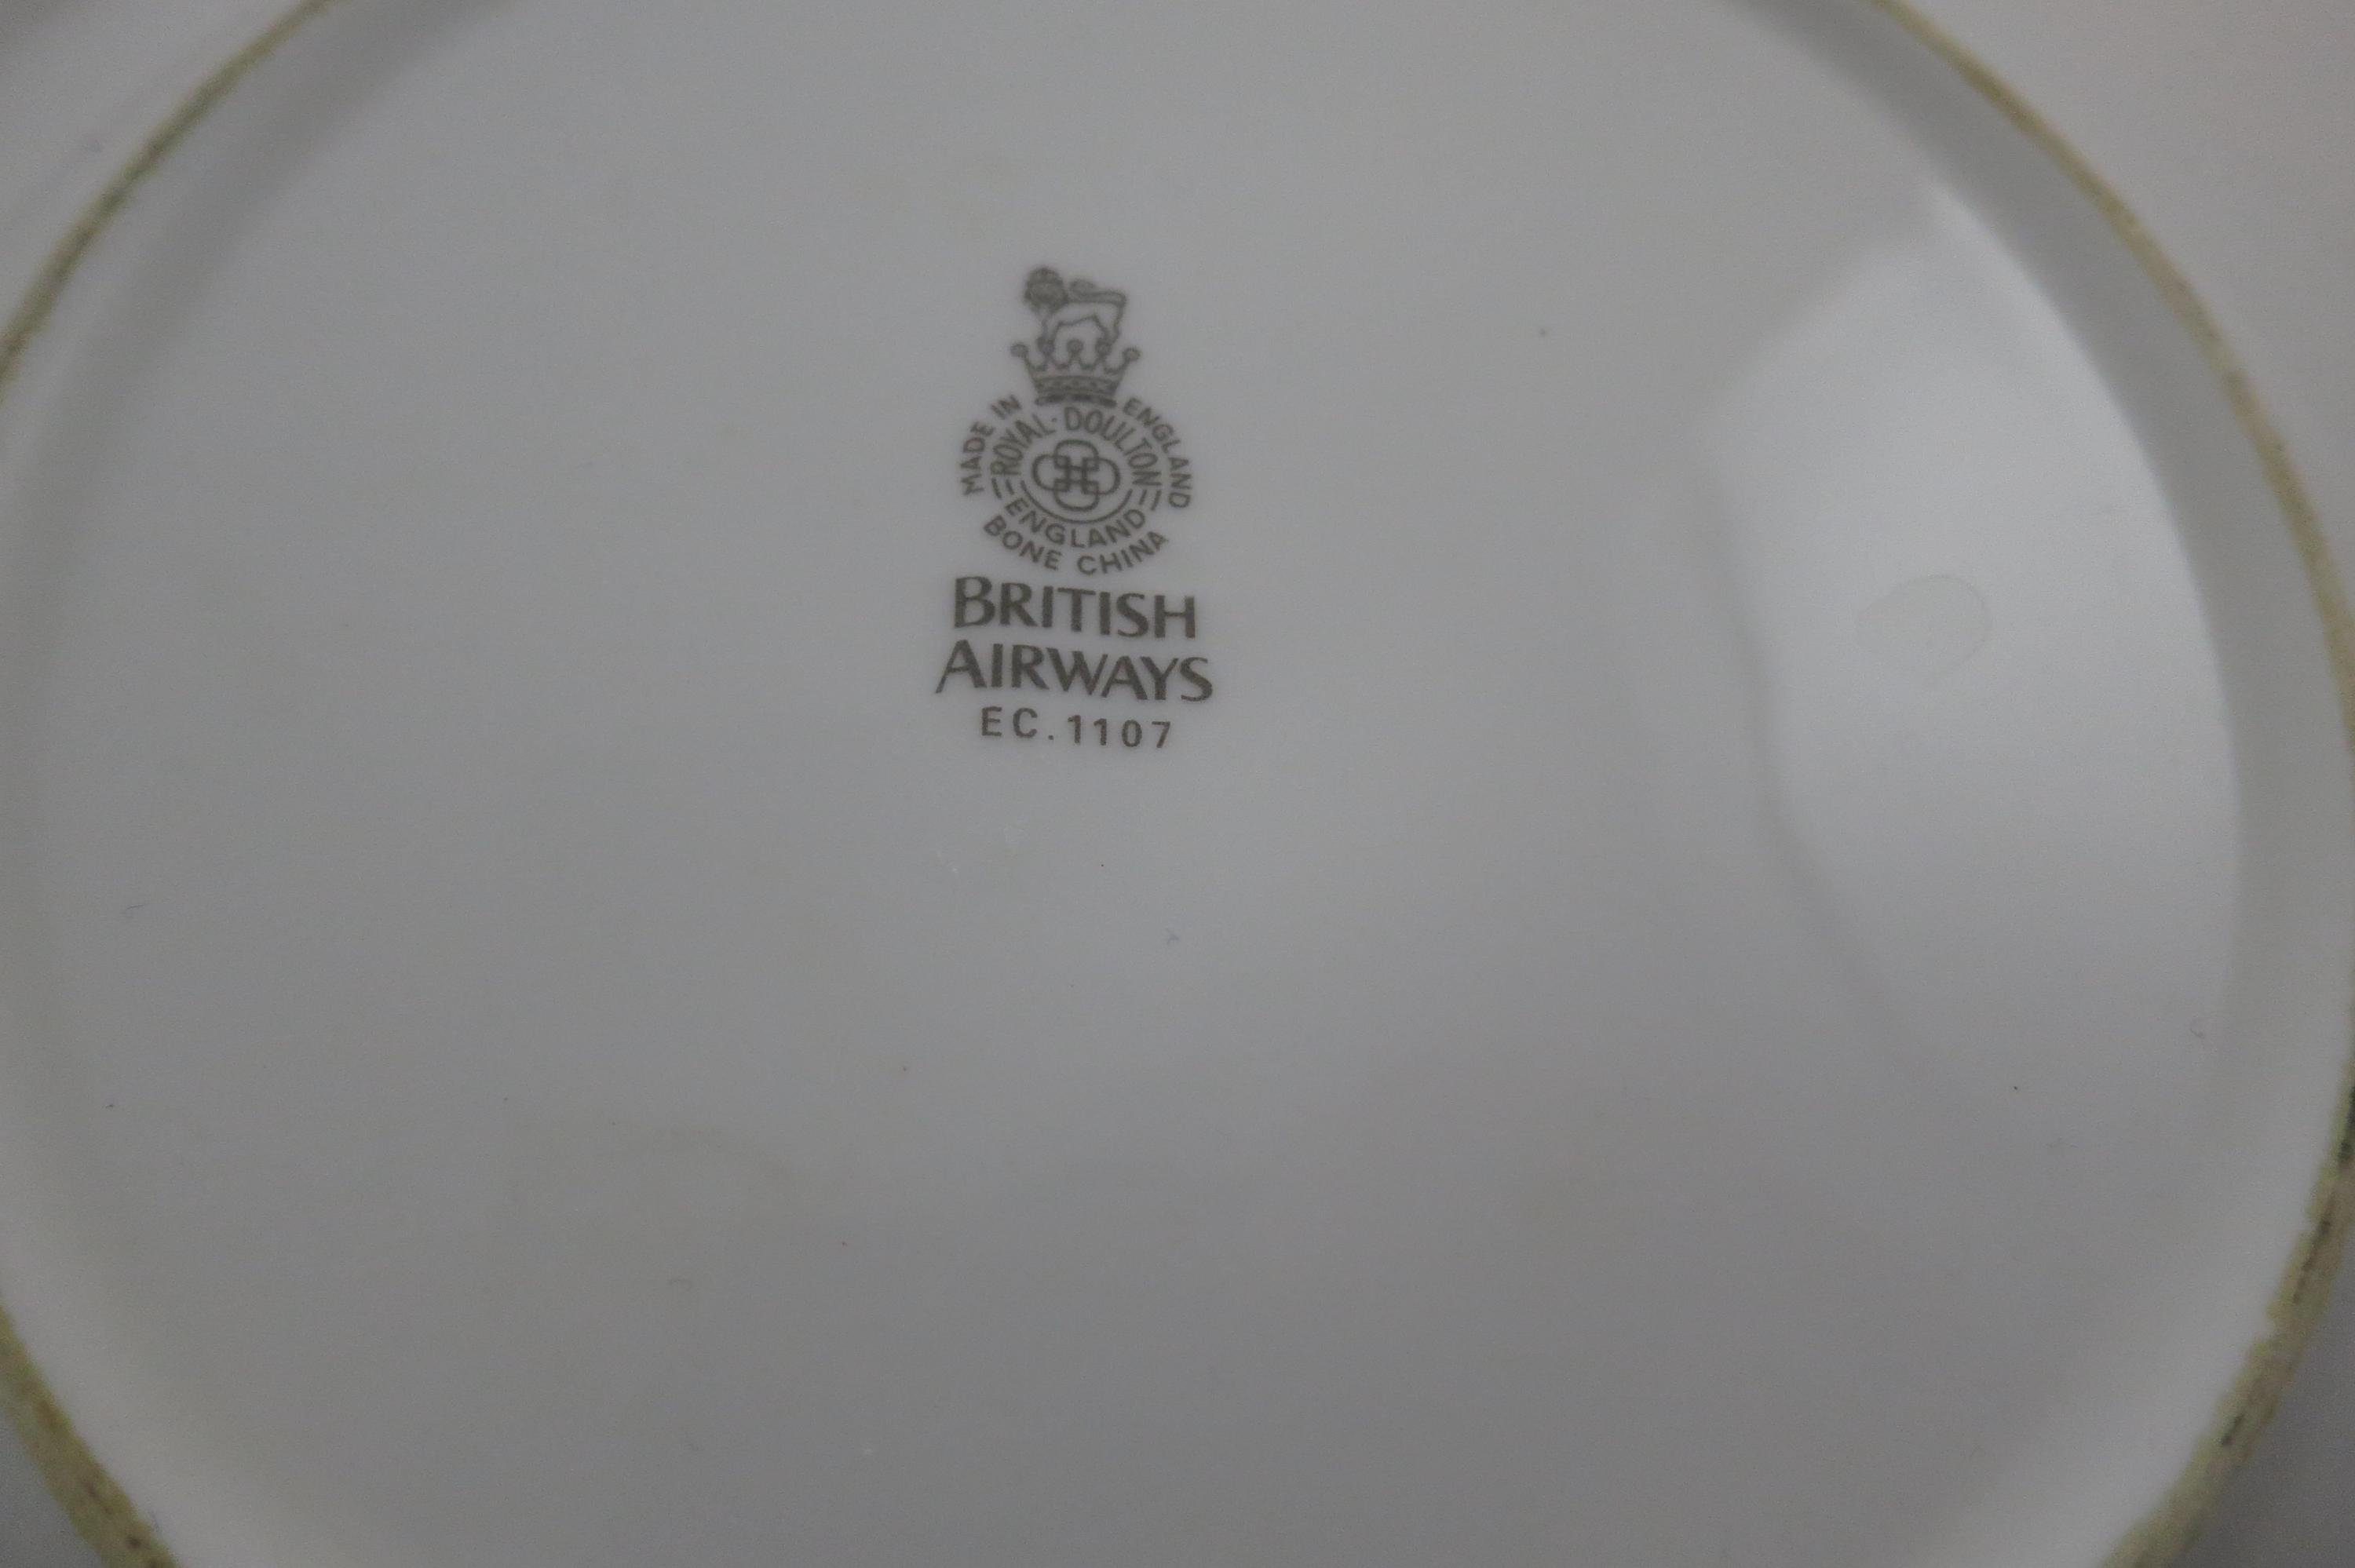 MADE IN ENGLAND
ROYAL·DOULTON
ENGLAND
BONE CHINA
BRITISH
AIRWAYS
EC.1107